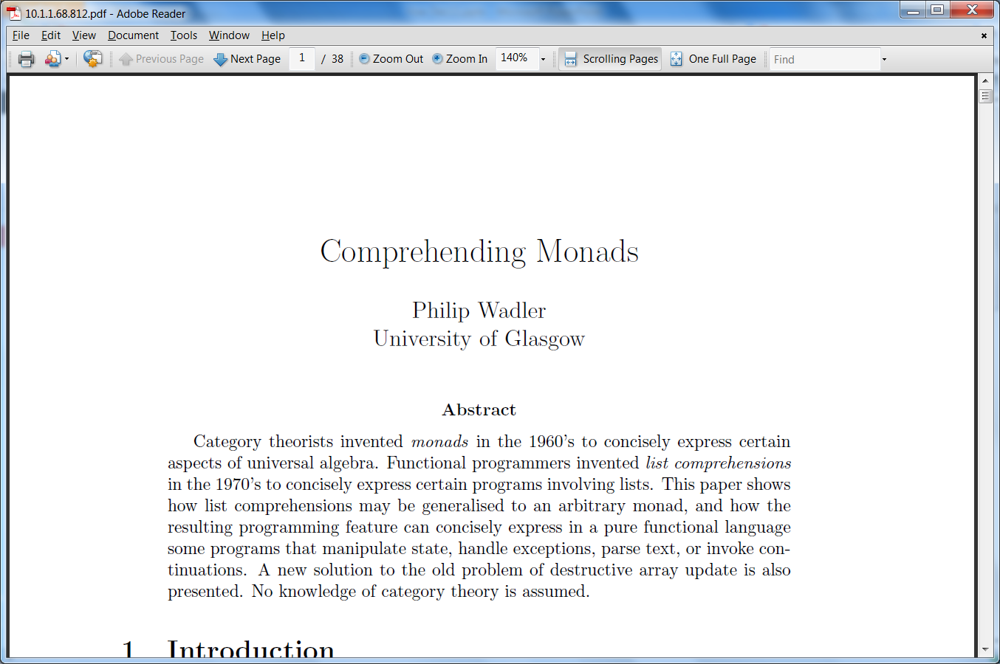 10.1.1.68.812.pdf - Adobe Reader
File Edit View Document Tools Window Help
Previous Page Next Page 1 / 38 Zoom Out Zoom In 140% Scrolling Pages One Full Page Find
Comprehending Monads
Philip Wadler
University of Glasgow
Abstract
Category theorists invented monads in the 1960's to concisely express certain
aspects of universal algebra. Functional programmers invented list comprehensions
in the 1970's to concisely express certain programs involving lists. This paper shows
how list comprehensions may be generalised to an arbitrary monad, and how the
resulting programming feature can concisely express in a pure functional language
some programs that manipulate state, handle exceptions, parse text, or invoke con-
tinuations. A new solution to the old problem of destructive array update is also
presented. No knowledge of category theory is assumed.
1 Introduction